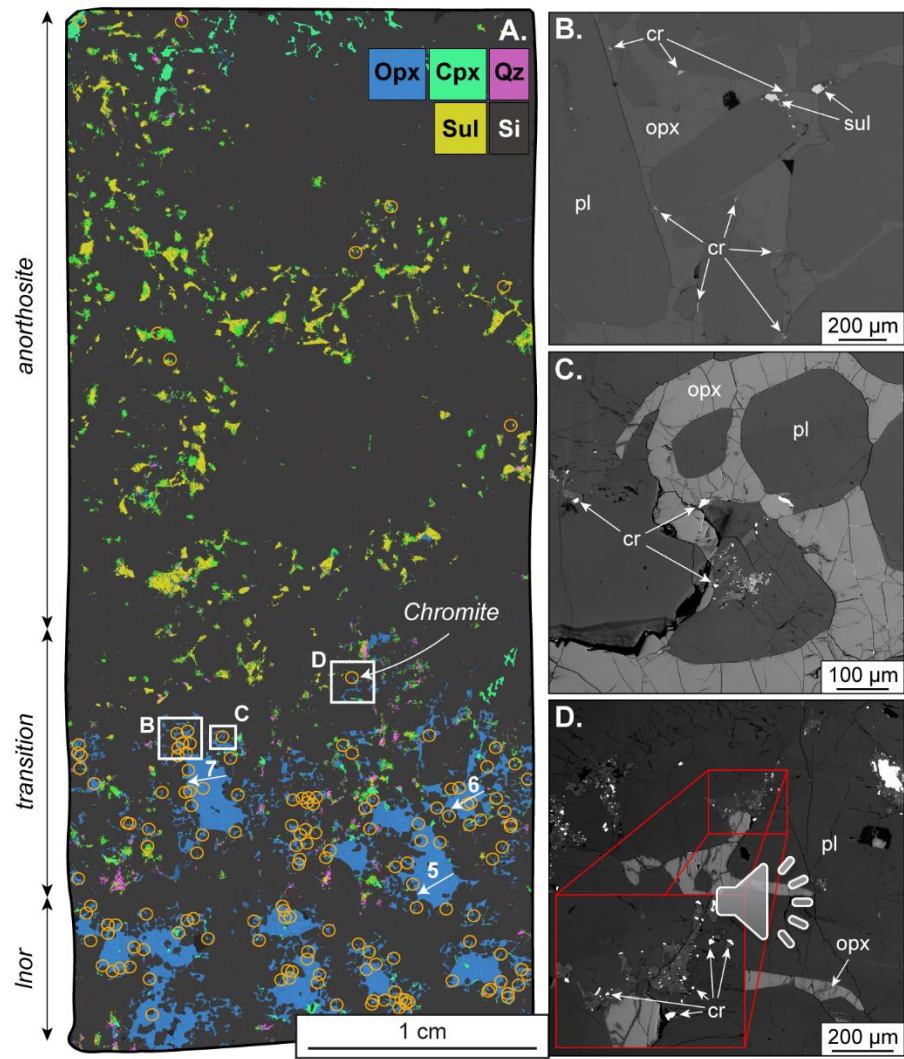 A.
Opx Cpx Qz
Sul Si
anorthosite
transition
lnor
Chromite
D
B
C
7
6
5
1 cm
B.
cr
opx
sul
pl
cr
200 µm
C.
opx
pl
cr
100 µm
D.
pl
opx
cr
200 µm